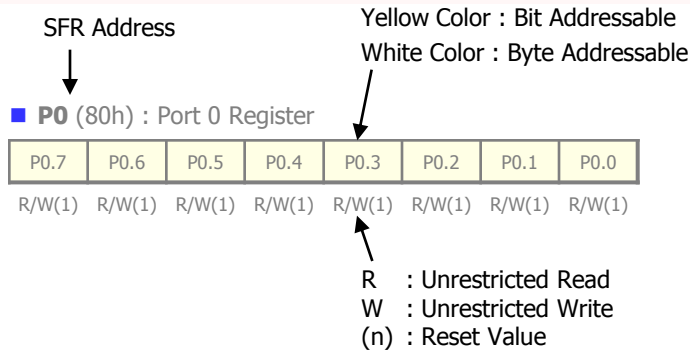 SFR Address
Yellow Color : Bit Addressable
White Color : Byte Addressable
P0 (80h) : Port 0 Register
P0.7 P0.6 P0.5 P0.4 P0.3 P0.2 P0.1 P0.0
R/W(1) R/W(1) R/W(1) R/W(1) R/W(1) R/W(1) R/W(1) R/W(1)
R : Unrestricted Read
W : Unrestricted Write
(n) : Reset Value